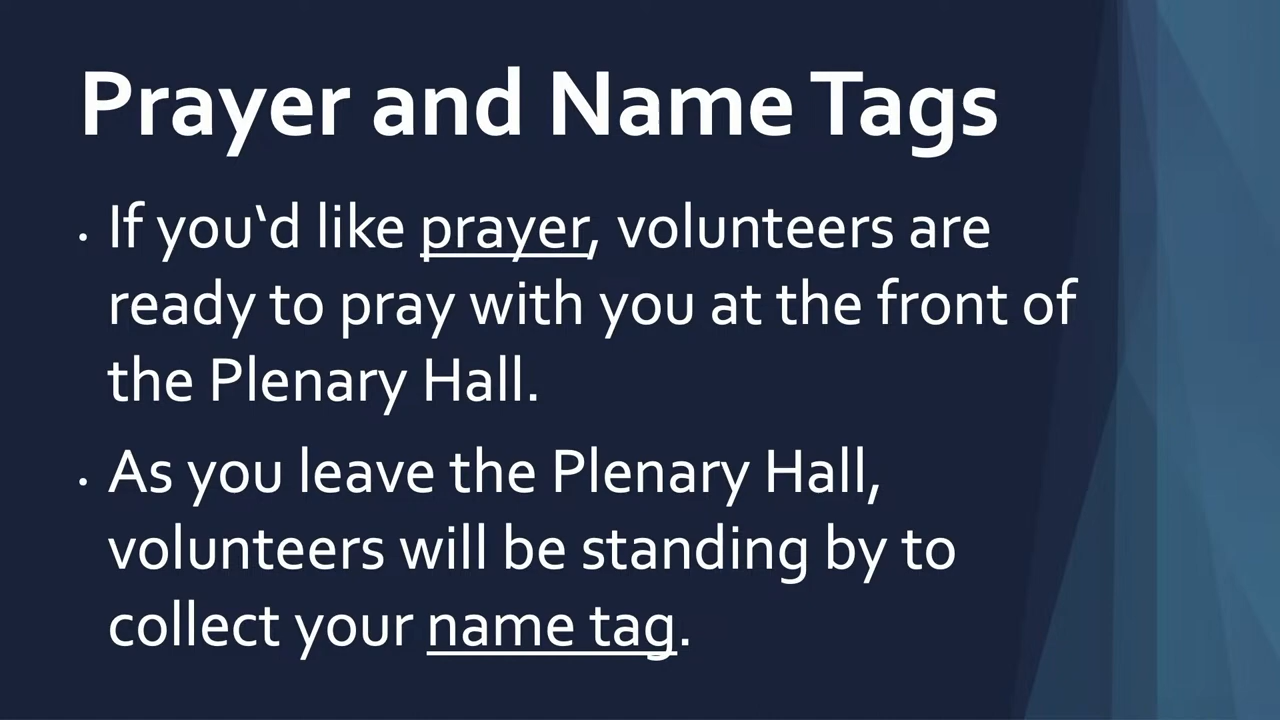 Prayer and Name Tags
• If you‘d like prayer, volunteers are
ready to pray with you at the front of
the Plenary Hall.
• As you leave the Plenary Hall,
volunteers will be standing by to
collect your name tag.